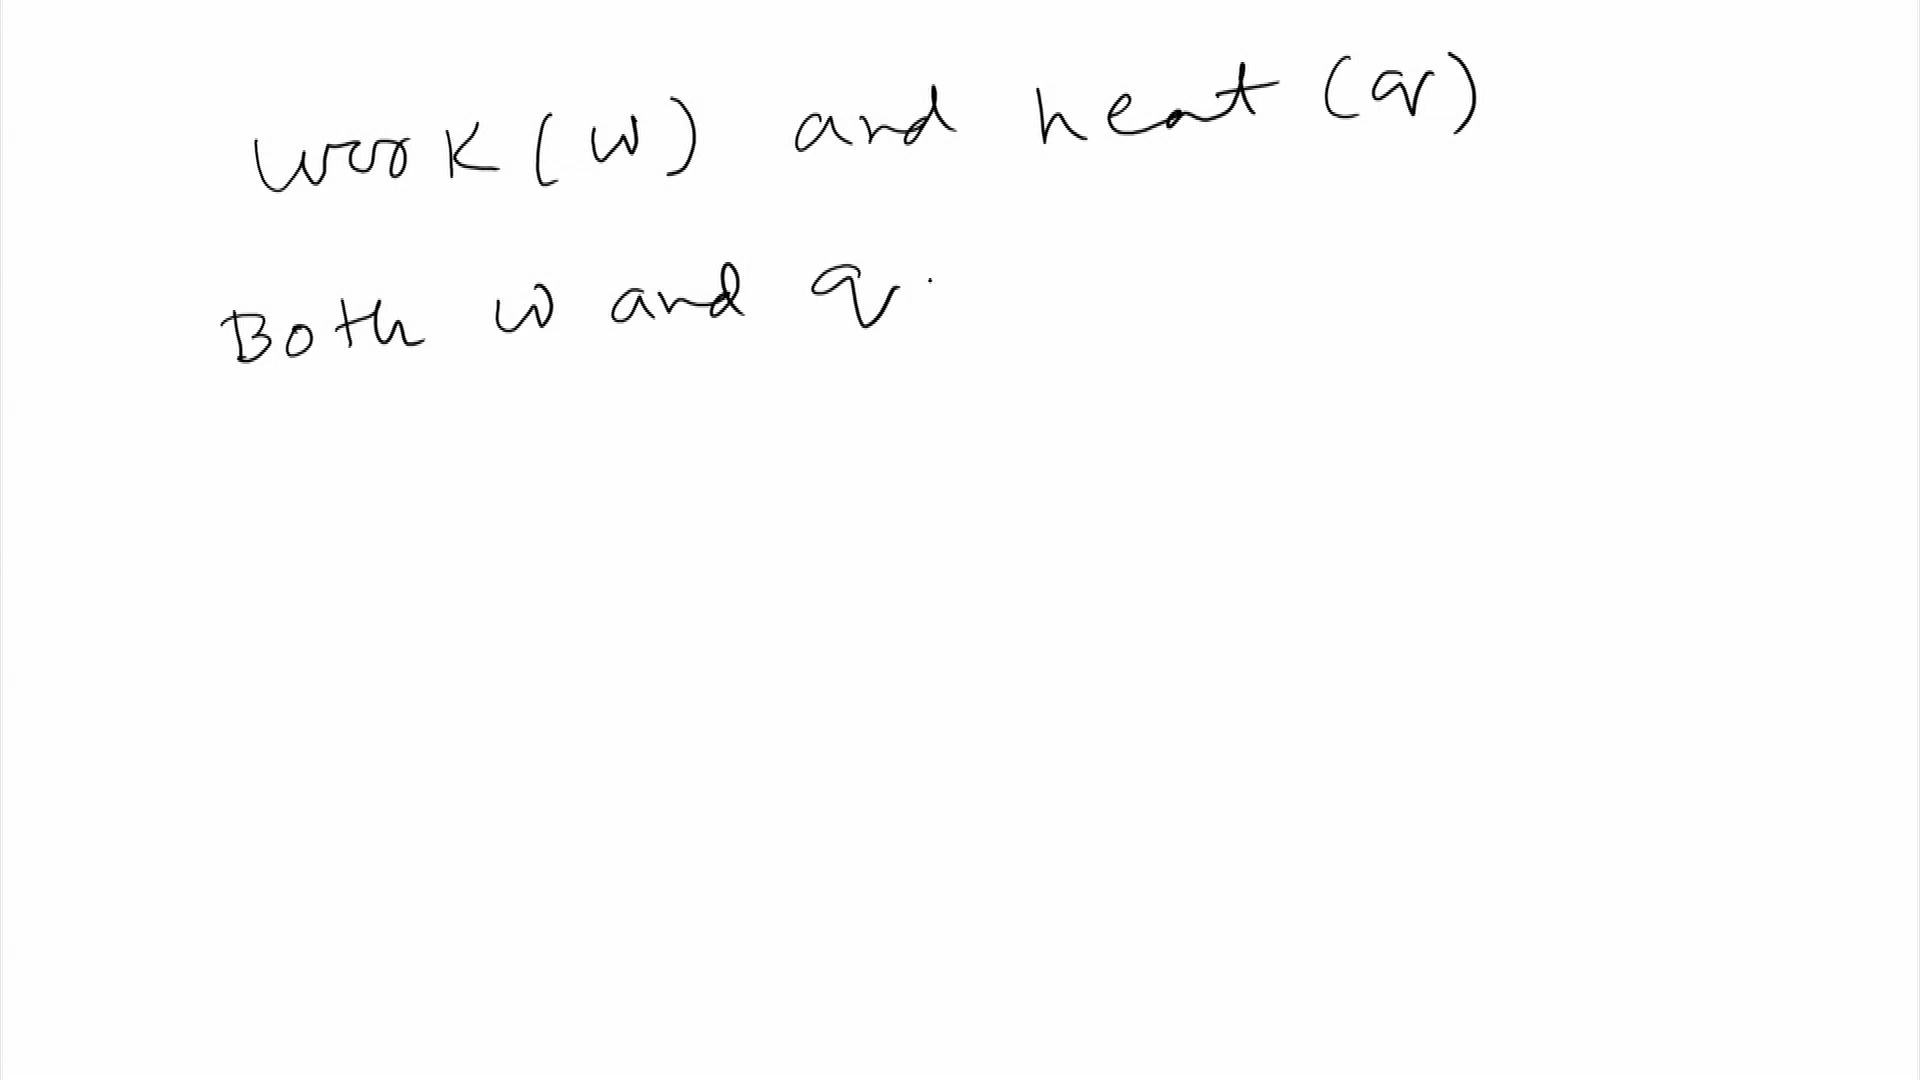 work (w) and heat (q)
Both w and q